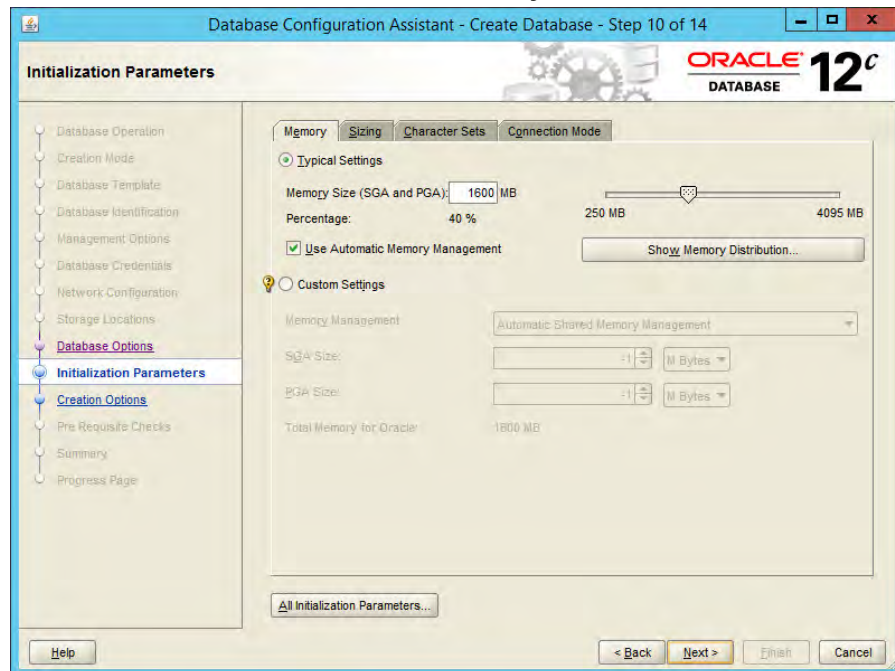 Database Configuration Assistant - Create Database - Step 10 of 14
Initialization Parameters
ORACLE
DATABASE
12c
Database Operation
Creation Mode
Database Template
Database Identification
Management Options
Database Credentials
Network Configuration
Storage Locations
Database Options
Initialization Parameters
Creation Options
Pre Requisite Checks
Summary
Progress Page
Memory Sizing Character Sets Connection Mode
Typical Settings
Memory Size (SGA and PGA): 1600 MB
250 MB 4095 MB
Percentage: 40 %
Use Automatic Memory Management
Show Memory Distribution...
Custom Settings
Memory Management Automatic Shared Memory Management
SGA Size: -1 M Bytes
PGA Size: -1 M Bytes
Total Memory for Oracle: 1600 MB
All Initialization Parameters...
Help
< Back
Next >
Finish
Cancel